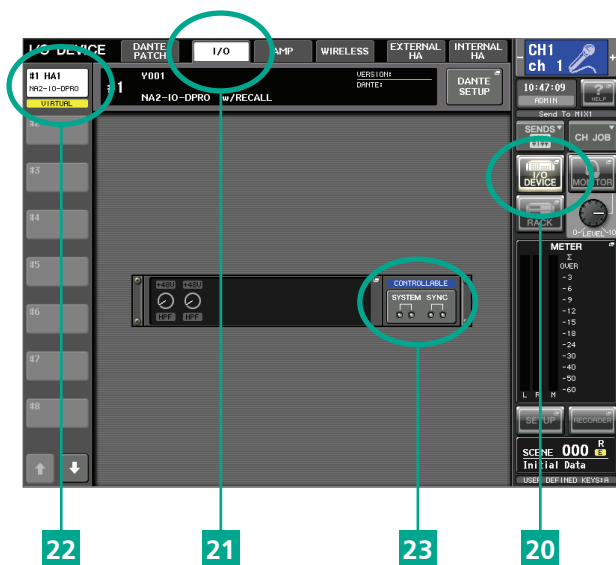 I/O DEVICE
DANTE PATCH
I/O
AMP
WIRELESS
EXTERNAL HA
INTERNAL HA
CH1
ch 1
- +
#1 HA1
NA2-IO-DPRO
VIRTUAL
#1
Y001
NA2-IO-DPRO w/RECALL
VERSION:
DANTE:
DANTE SETUP
10:47:09
ADMIN
?
HELP
Send To MIX1
SENDS
CH JOB
I/O DEVICE
MONITOR
RACK
0-LEVEL-10
#2
#3
#4
#5
#6
#7
#8
+48V +48V
HPF HPF
CONTROLLABLE
SYSTEM SYNC
METER
Σ
OVER
-3
-6
-9
-12
-15
-18
-24
-30
-40
-50
-60
L R M
SETUP
RECORDER
SCENE 000 R
E
Initial Data
USER DEFINED KEYS:A
22
21
23
20